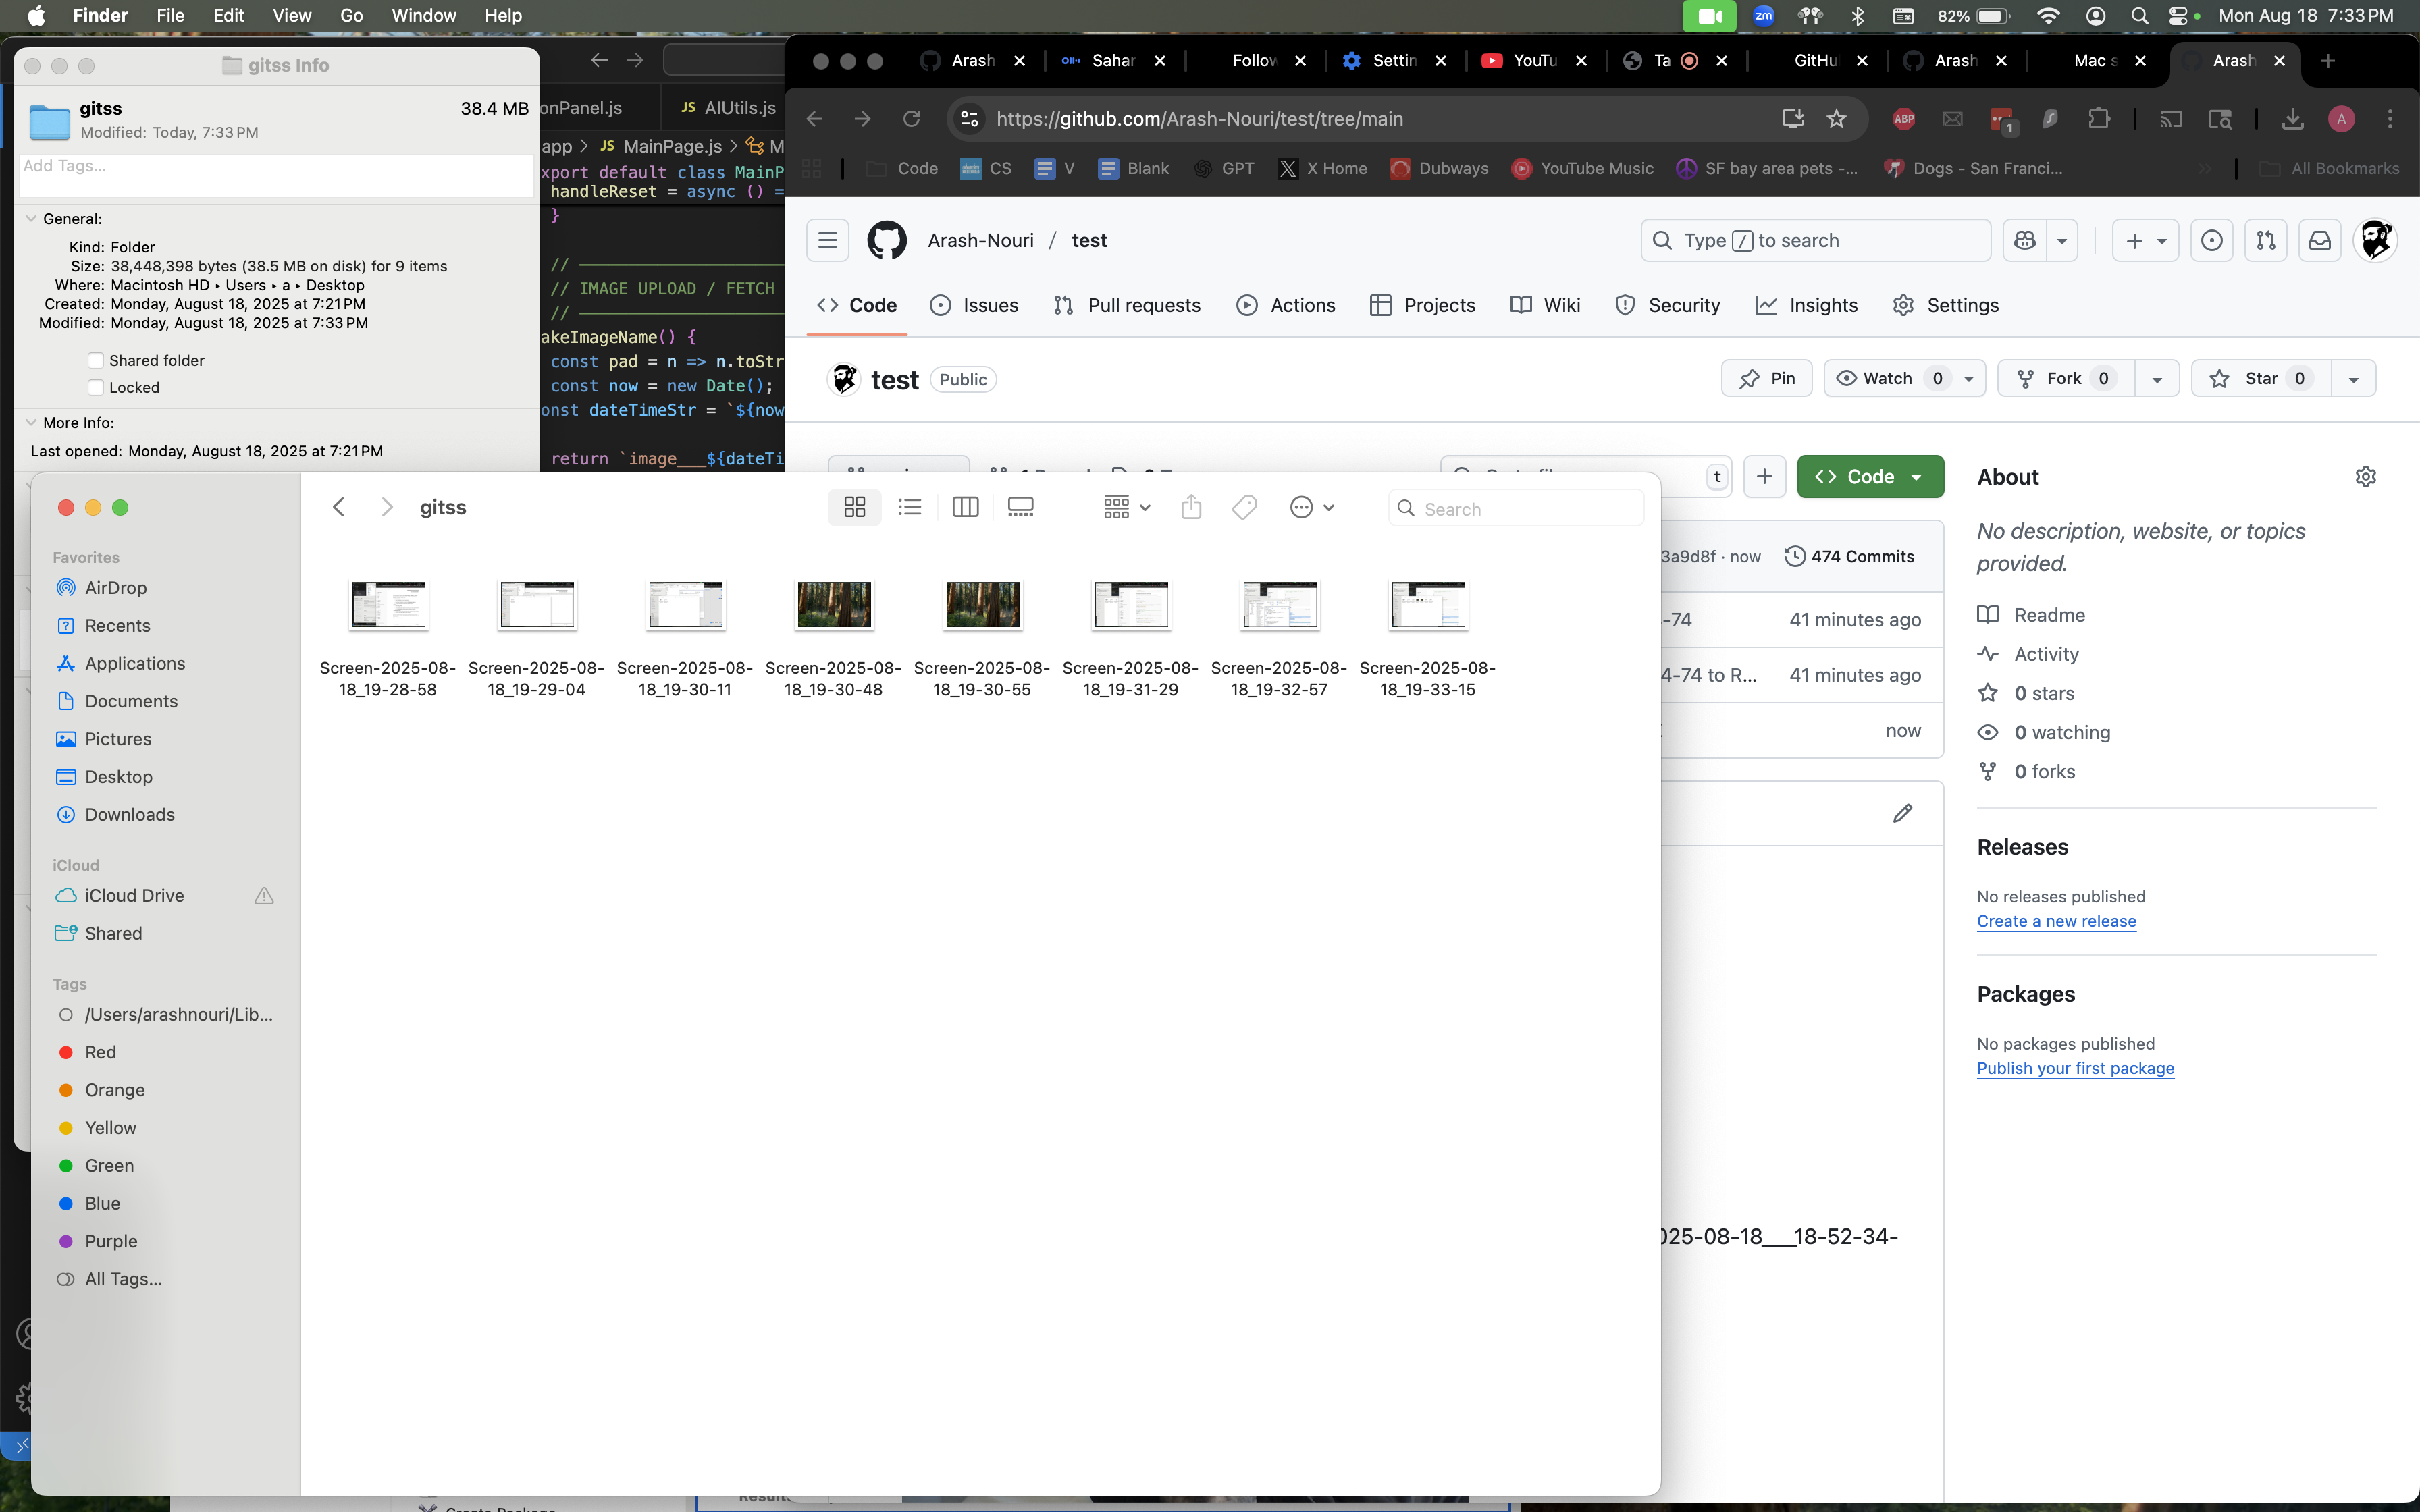 Finder File Edit View Go Window Help
zm 82% Mon Aug 18 7:33 PM
gitss Info
gitss 38.4 MB
Modified: Today, 7:33 PM
Add Tags...
General:
Kind: Folder
Size: 38,448,398 bytes (38.5 MB on disk) for 9 items
Where: Macintosh HD ▸ Users ▸ a ▸ Desktop
Created: Monday, August 18, 2025 at 7:21 PM
Modified: Monday, August 18, 2025 at 7:33 PM
Shared folder
Locked
More Info:
Last opened: Monday, August 18, 2025 at 7:21 PM
onPanel.js JS AIUtils.js
app > JS MainPage.js > M
xport default class MainP
handleReset = async () =
}
//
// IMAGE UPLOAD / FETCH
//
akeImageName() {
const pad = n => n.toStr
const now = new Date();
onst dateTimeStr = `${now
return `image___${dateTi
Arash Sahar Follow Settin YouTu Ta GitHu Arash Mac s Arash
https://github.com/Arash-Nouri/test/tree/main
ABP 1 A
Code CS V Blank GPT X Home Dubways YouTube Music SF bay area pets -... Dogs - San Franci... All Bookmarks
Arash-Nouri / test
Type / to search
Code Issues Pull requests Actions Projects Wiki Security Insights Settings
test Public
Pin Watch 0 Fork 0 Star 0
t
Code
3a9d8f · now 474 Commits
-74 41 minutes ago
4-74 to R... 41 minutes ago
now
025-08-18___18-52-34-
About
No description, website, or topics
provided.
Readme
Activity
0 stars
0 watching
0 forks
Releases
No releases published
Create a new release
Packages
No packages published
Publish your first package
gitss
Search
Favorites
AirDrop
Recents
Applications
Documents
Pictures
Desktop
Downloads
iCloud
iCloud Drive
Shared
Tags
/Users/arashnouri/Lib...
Red
Orange
Yellow
Green
Blue
Purple
All Tags...
Screen-2025-08-
18_19-28-58
Screen-2025-08-
18_19-29-04
Screen-2025-08-
18_19-30-11
Screen-2025-08-
18_19-30-48
Screen-2025-08-
18_19-30-55
Screen-2025-08-
18_19-31-29
Screen-2025-08-
18_19-32-57
Screen-2025-08-
18_19-33-15